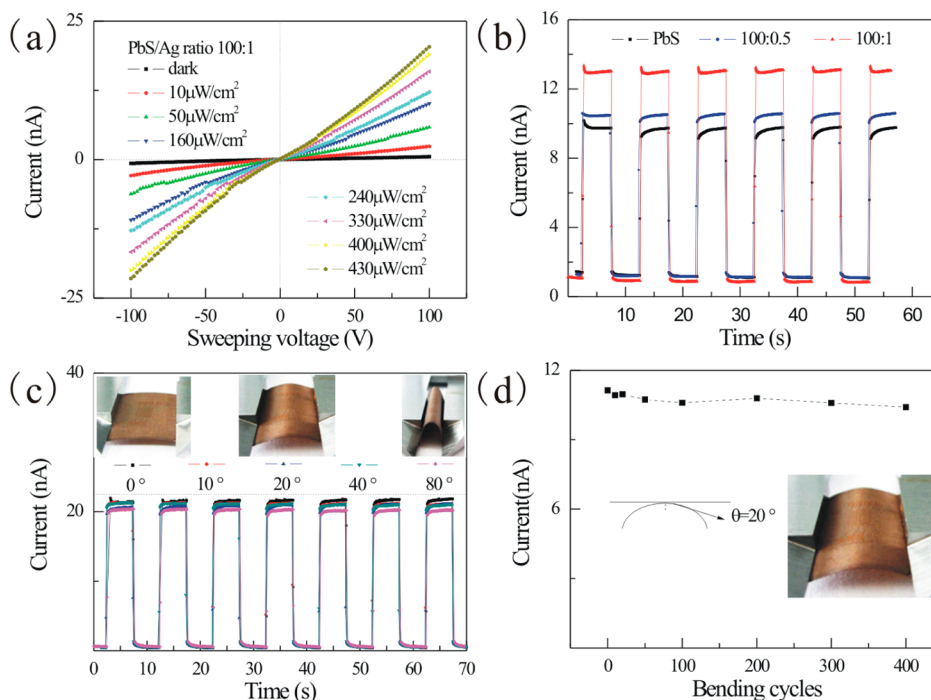 (a)
PbS/Ag ratio 100:1
dark
10μW/cm²
50μW/cm²
160μW/cm²
240μW/cm²
330μW/cm²
400μW/cm²
430μW/cm²
25
0
-25
Current (nA)
-100 -50 0 50 100
Sweeping voltage (V)
(b)
PbS 100:0.5 100:1
16
12
8
4
0
Current (nA)
10 20 30 40 50 60
Time (s)
(c)
40
20
Current (nA)
0° 10° 20° 40° 80°
0 10 20 30 40 50 60 70
Time (s)
(d)
12
6
Current(nA)
θ=20°
0 100 200 300 400
Bending cycles